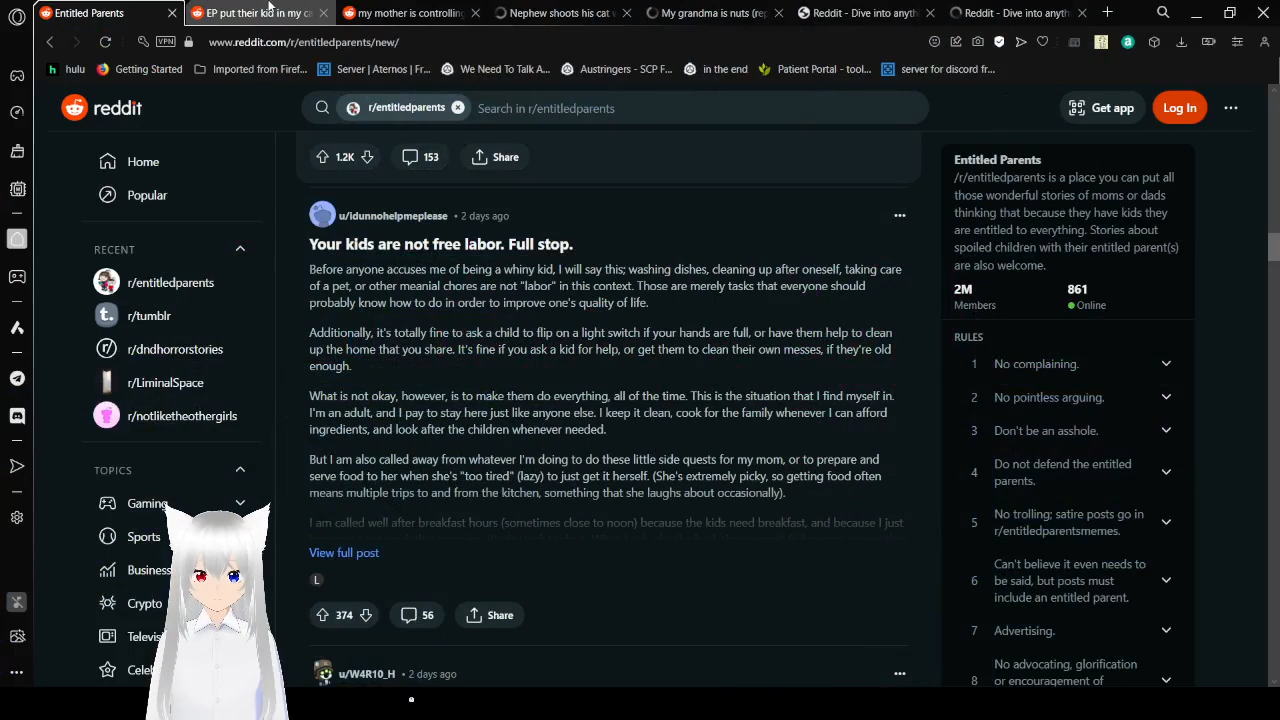 Entitled Parents
EP put their kid in my ca
my mother is controlling
Nephew shoots his cat
My grandma is nuts (rep
Reddit - Dive into anyth
Reddit - Dive into anyth
VPN
www.reddit.com/r/entitledparents/new/
hulu
Getting Started
Imported from Firef...
Server | Aternos | Fr...
We Need To Talk A...
Austringers - SCP F...
in the end
Patient Portal - tool...
server for discord fr...
reddit
r/entitledparents
Search in r/entitledparents
Get app
Log In
Home
Popular
RECENT
r/entitledparents
r/tumblr
r/dndhorrorstories
r/LiminalSpace
r/notliketheothergirls
TOPICS
Gaming
Sports
Business
Crypto
Televis
Celeb
1.2K
153
Share
u/idunnohelpmeplease • 2 days ago
Your kids are not free labor. Full stop.
Before anyone accuses me of being a whiny kid, I will say this; washing dishes, cleaning up after oneself, taking care
of a pet, or other meanial chores are not "labor" in this context. Those are merely tasks that everyone should
probably know how to do in order to improve one's quality of life.
Additionally, it's totally fine to ask a child to flip on a light switch if your hands are full, or have them help to clean
up the home that you share. It's fine if you ask a kid for help, or get them to clean their own messes, if they're old
enough.
What is not okay, however, is to make them do everything, all of the time. This is the situation that I find myself in.
I'm an adult, and I pay to stay here just like anyone else. I keep it clean, cook for the family whenever I can afford
ingredients, and look after the children whenever needed.
But I am also called away from whatever I'm doing to do these little side quests for my mom, or to prepare and
serve food to her when she's "too tired" (lazy) to just get it herself. (She's extremely picky, so getting food often
means multiple trips to and from the kitchen, something that she laughs about occasionally).
I am called well after breakfast hours (sometimes close to noon) because the kids need breakfast, and because I just
View full post
L
374
56
Share
u/W4R10_H • 2 days ago
Entitled Parents
/r/entitledparents is a place you can put all
those wonderful stories of moms or dads
thinking that because they have kids they
are entitled to everything. Stories about
spoiled children with their entitled parent(s)
are also welcome.
2M
861
Members
Online
RULES
1 No complaining.
2 No pointless arguing.
3 Don't be an asshole.
4 Do not defend the entitled
parents.
5 No trolling; satire posts go in
r/entitledparentsmemes.
6 Can't believe it even needs to
be said, but posts must
include an entitled parent.
7 Advertising.
8 No advocating, glorification
or encouragement of